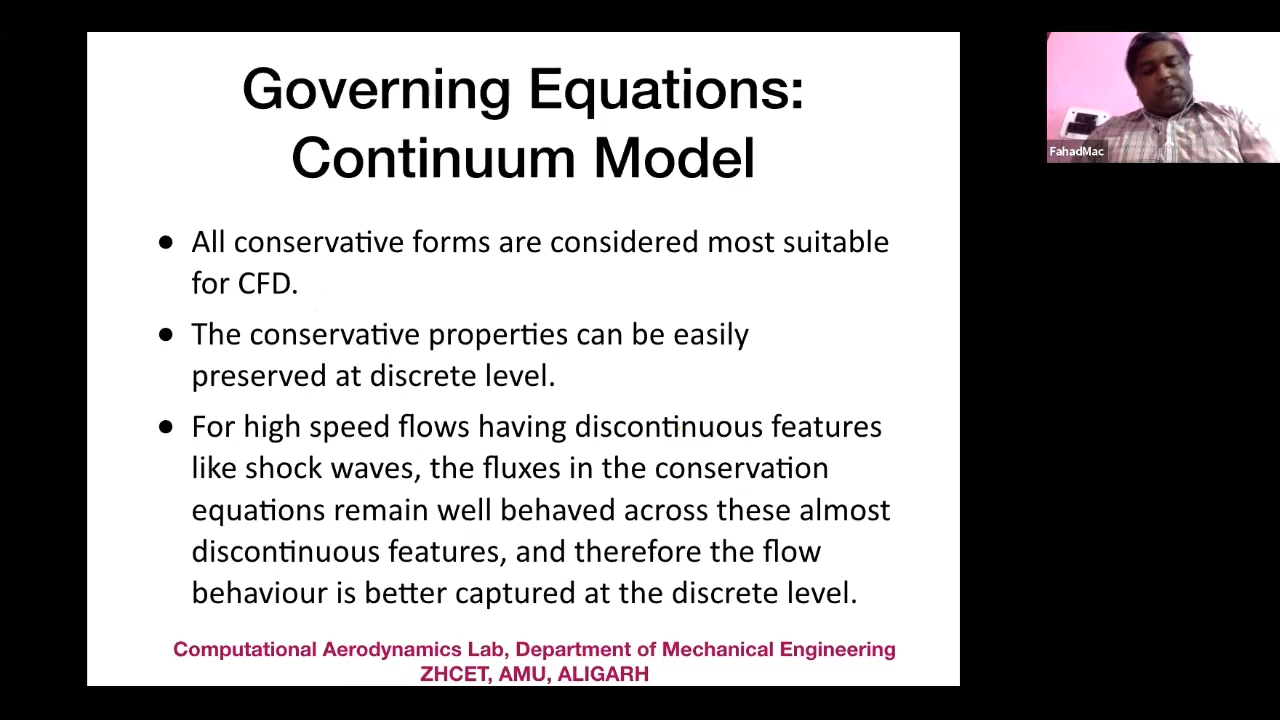 Governing Equations:
Continuum Model
● All conservative forms are considered most suitable
for CFD.
● The conservative properties can be easily
preserved at discrete level.
● For high speed flows having discontinuous features
like shock waves, the fluxes in the conservation
equations remain well behaved across these almost
discontinuous features, and therefore the flow
behaviour is better captured at the discrete level.
Computational Aerodynamics Lab, Department of Mechanical Engineering
ZHCET, AMU, ALIGARH
FahadMac